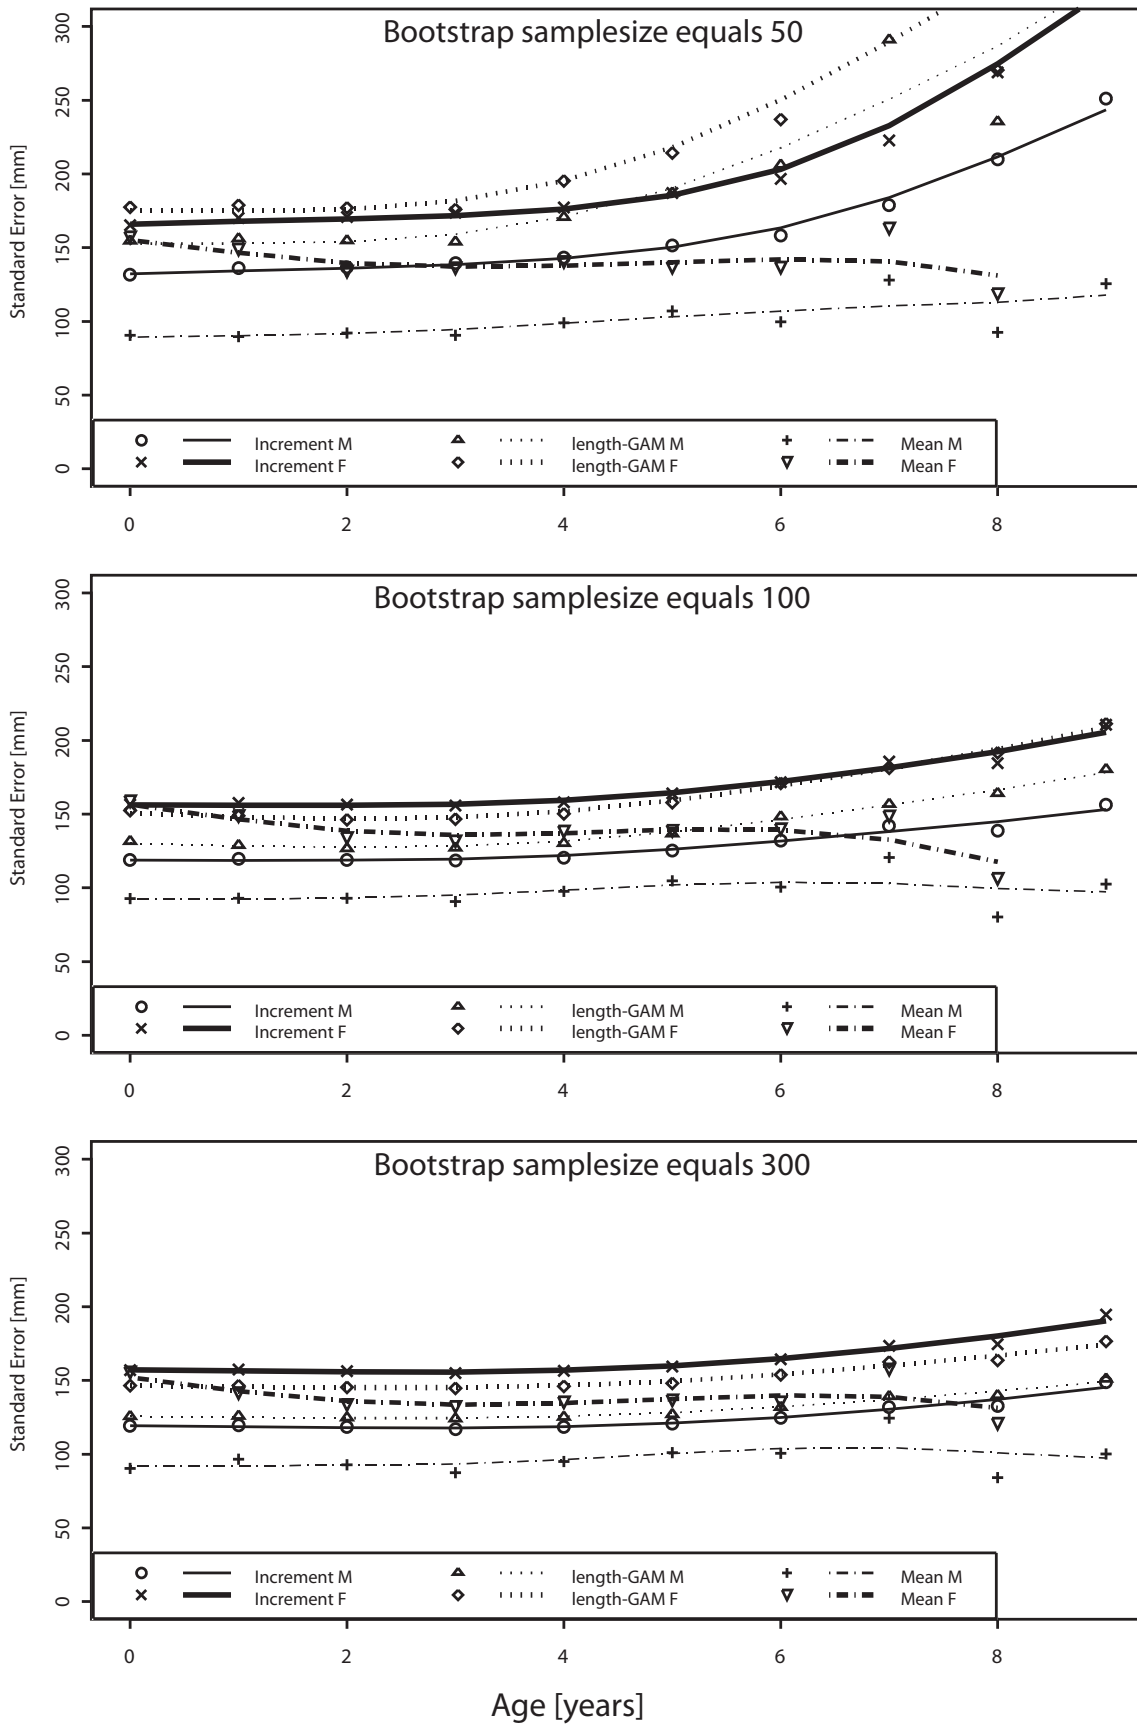 Bootstrap samplesize equals 50
Standard Error [mm]
300
250
200
150
100
50
0
Increment M
length-GAM M
Mean M
Increment F
length-GAM F
Mean F
0 2 4 6 8
Bootstrap samplesize equals 100
Standard Error [mm]
300
250
200
150
100
50
0
Increment M
length-GAM M
Mean M
Increment F
length-GAM F
Mean F
0 2 4 6 8
Bootstrap samplesize equals 300
Standard Error [mm]
300
250
200
150
100
50
0
Increment M
length-GAM M
Mean M
Increment F
length-GAM F
Mean F
0 2 4 6 8
Age [years]